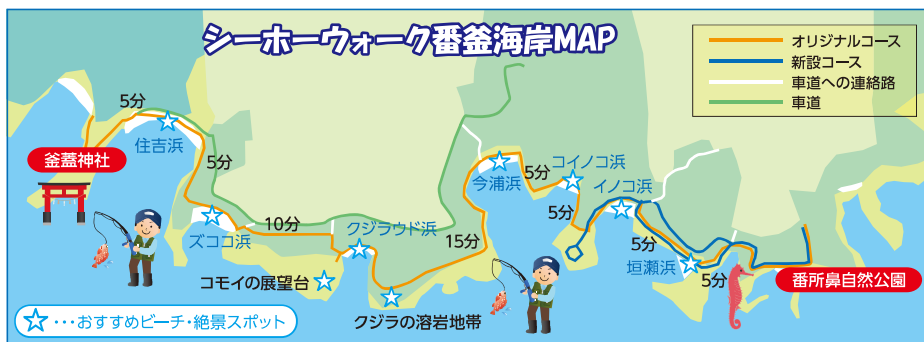 シーホーウォーク番釜海岸MAP
オリジナルコース
新設コース
車道への連絡路
車道
5分
住吉浜
釜蓋神社
5分
ズココ浜
10分
クジラウド浜
コモイの展望台
クジラの溶岩地帯
15分
今浦浜
5分
コイノコ浜
5分
イノコ浜
5分
垣瀬浜
5分
番所鼻自然公園
・・・おすすめビーチ・絶景スポット